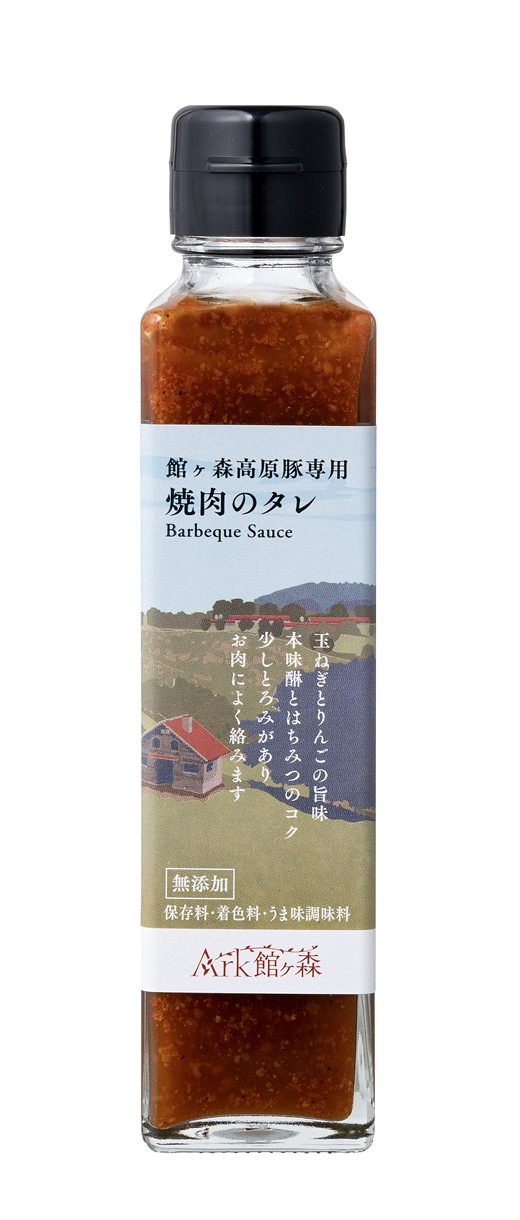 館ヶ森高原豚専用
焼肉のタレ
Barbeque Sauce
玉ねぎとりんごの旨味
本味醂とはちみつのコク
少しとろみがあり
お肉によく絡みます
無添加
保存料・着色料・うま味調味料
Ark館ヶ森